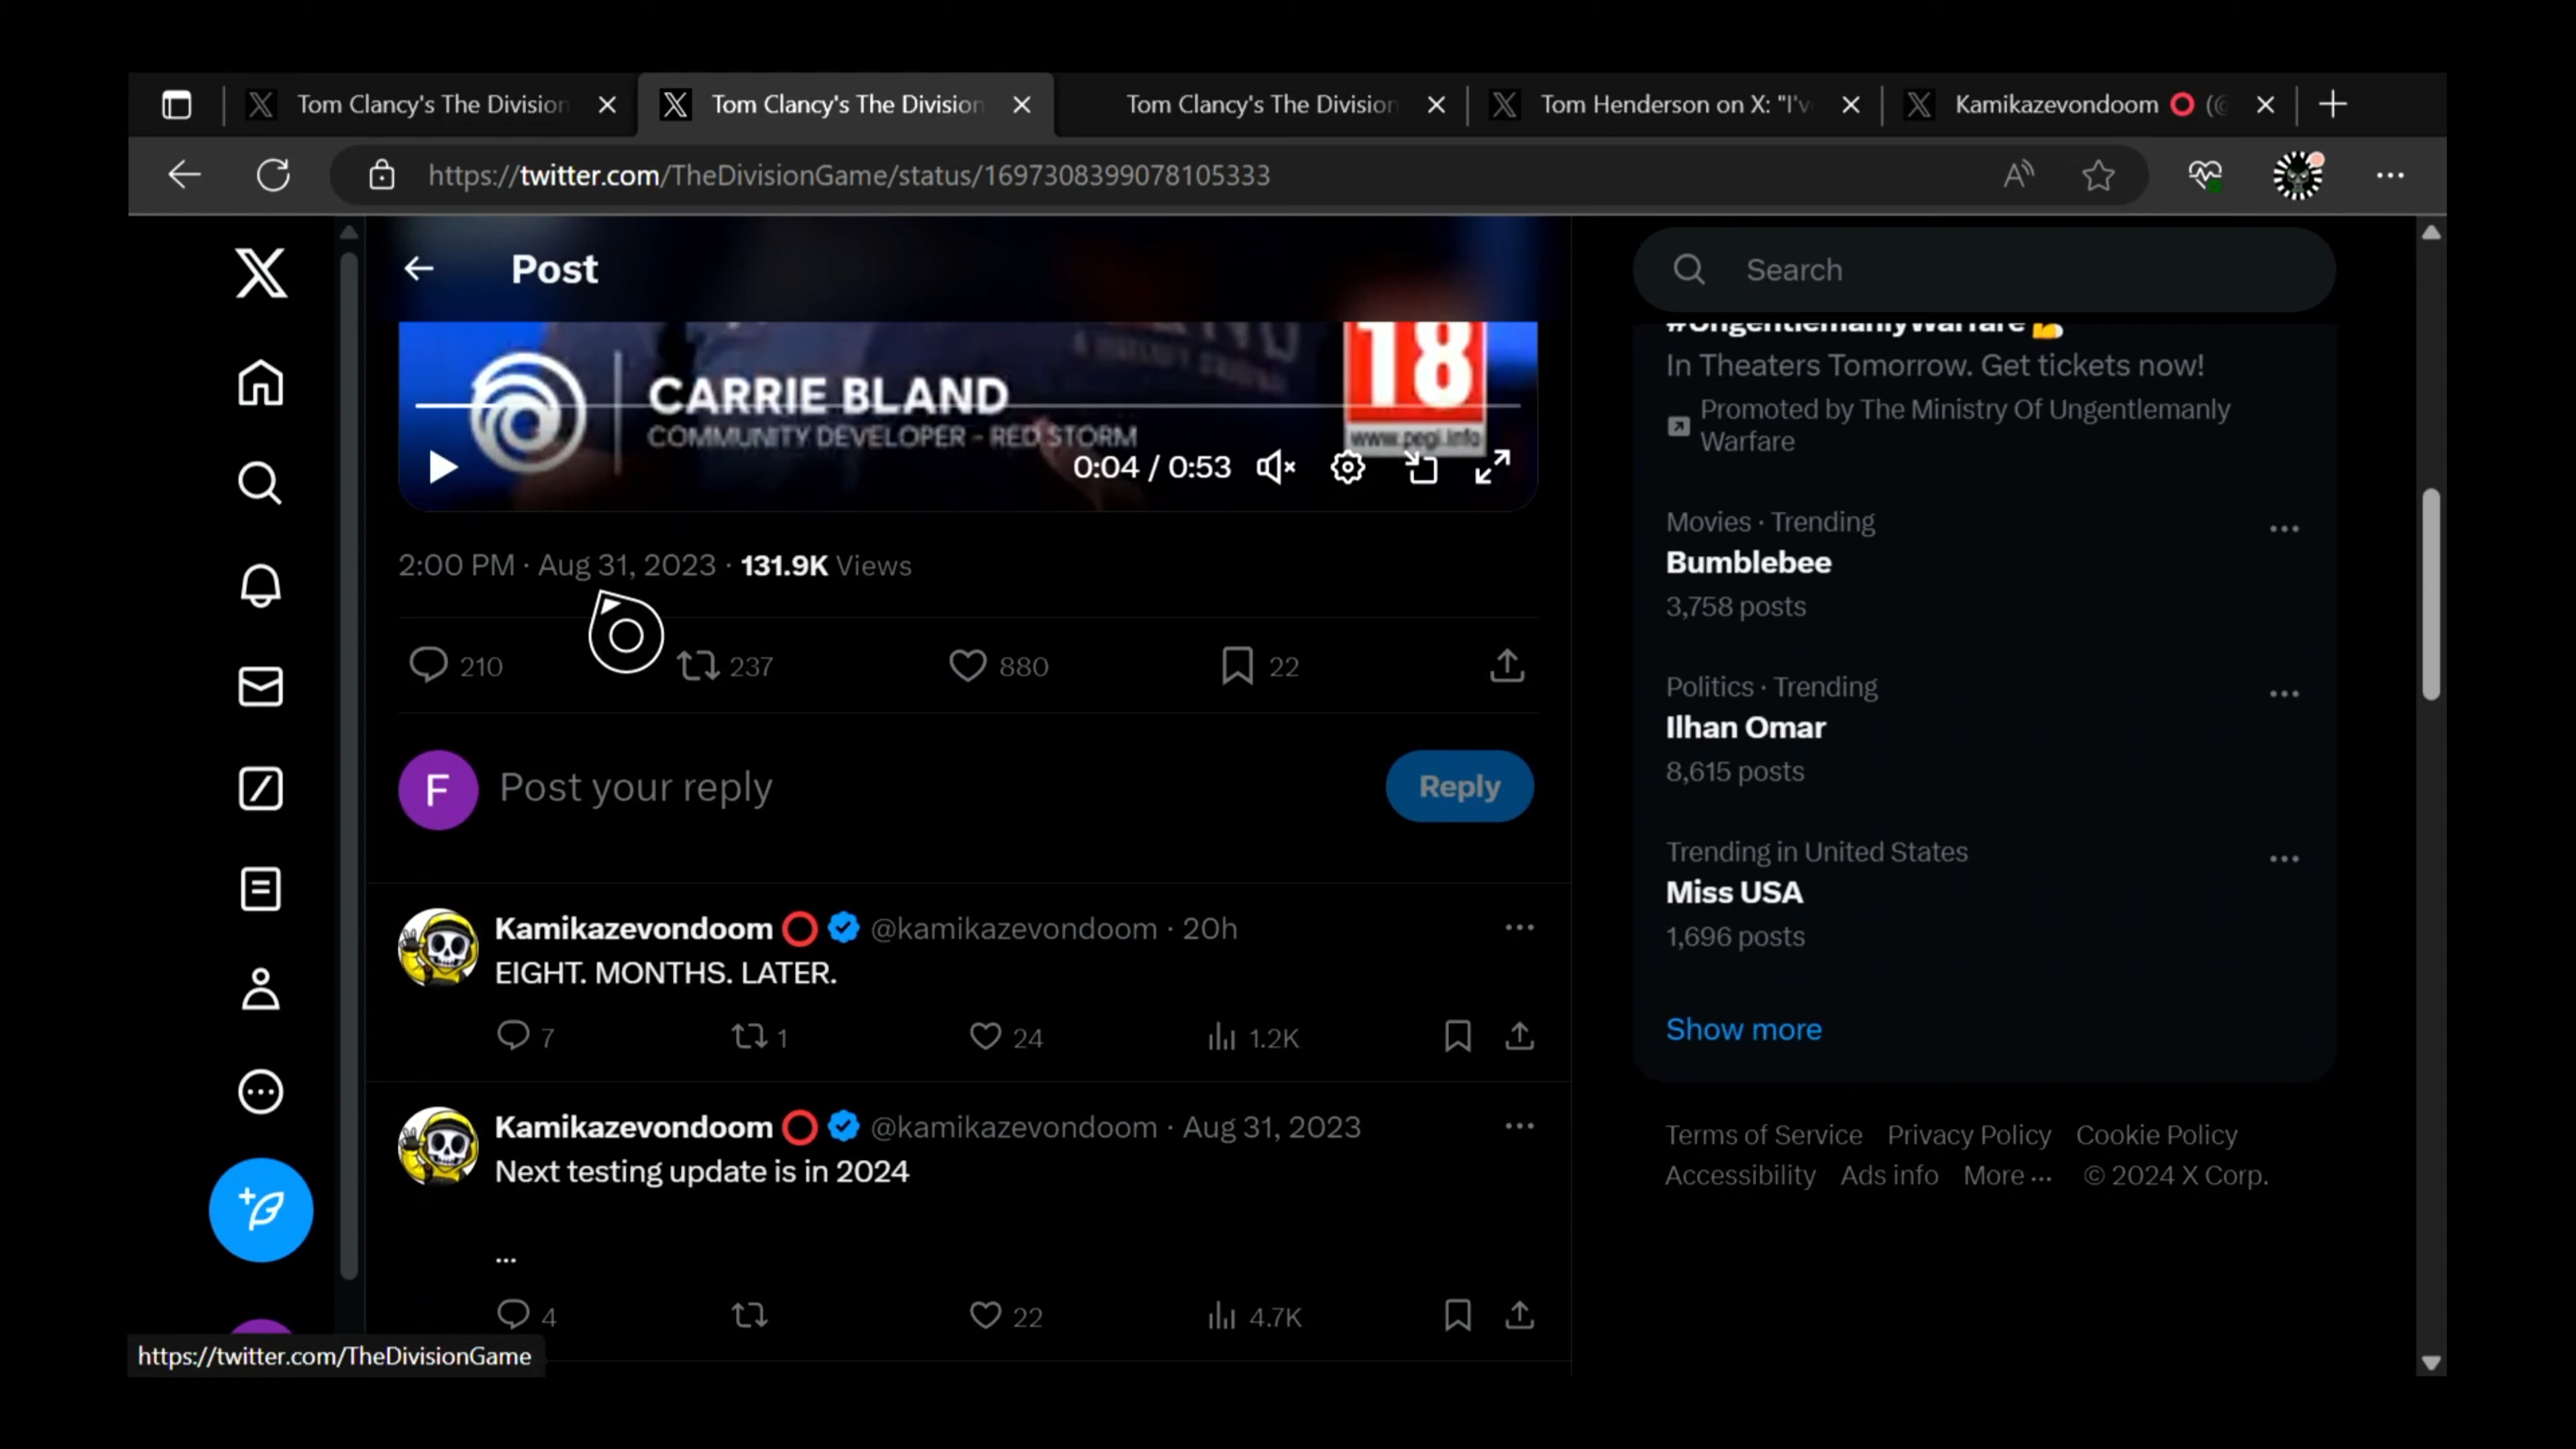 Tom Clancy's The Division
Tom Clancy's The Division
Tom Clancy's The Division
Tom Henderson on X: "I'v
Kamikazevondoom ⭕ (@
https://twitter.com/TheDivisionGame/status/1697308399078105333
Post
CARRIE BLAND
COMMUNITY DEVELOPER - RED STORM
18
www.pegi.info
0:04 / 0:53
2:00 PM · Aug 31, 2023 · 131.9K Views
210
237
880
22
F
Post your reply
Reply
Kamikazevondoom ⭕ @kamikazevondoom · 20h
EIGHT. MONTHS. LATER.
7
1
24
1.2K
Kamikazevondoom ⭕ @kamikazevondoom · Aug 31, 2023
Next testing update is in 2024
...
4
22
4.7K
https://twitter.com/TheDivisionGame
Search
#UngentlemanlyWarfare
In Theaters Tomorrow. Get tickets now!
Promoted by The Ministry Of Ungentlemanly
Warfare
Movies · Trending
Bumblebee
3,758 posts
Politics · Trending
Ilhan Omar
8,615 posts
Trending in United States
Miss USA
1,696 posts
Show more
Terms of Service Privacy Policy Cookie Policy
Accessibility Ads info More ··· © 2024 X Corp.